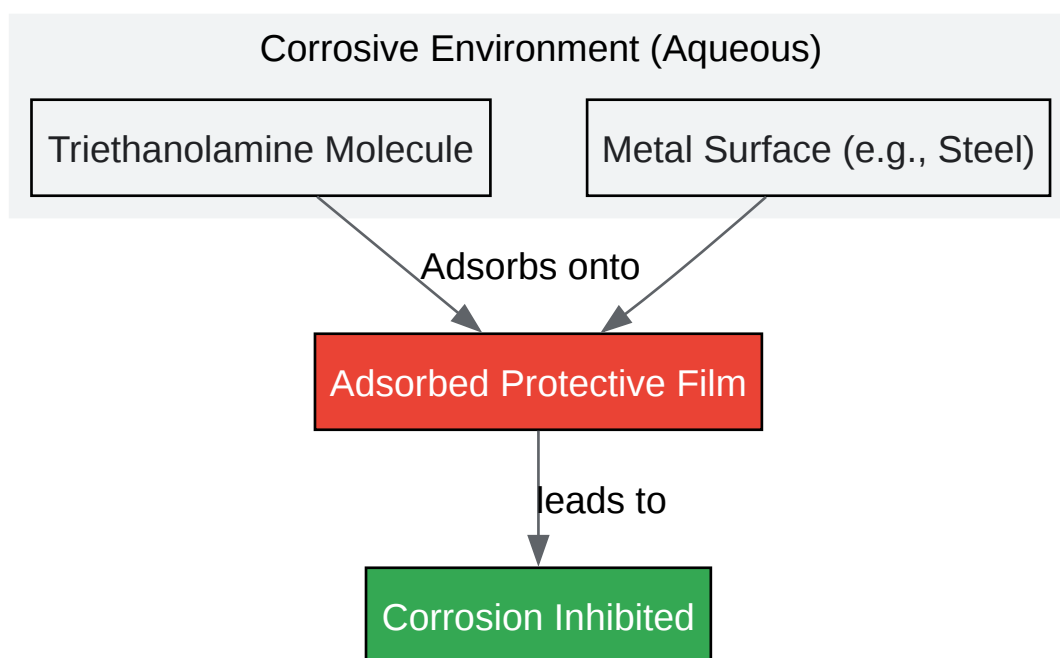 Corrosive Environment (Aqueous)
Triethanolamine Molecule
Metal Surface (e.g., Steel)
Adsorbs onto
Adsorbed Protective Film
leads to
Corrosion Inhibited